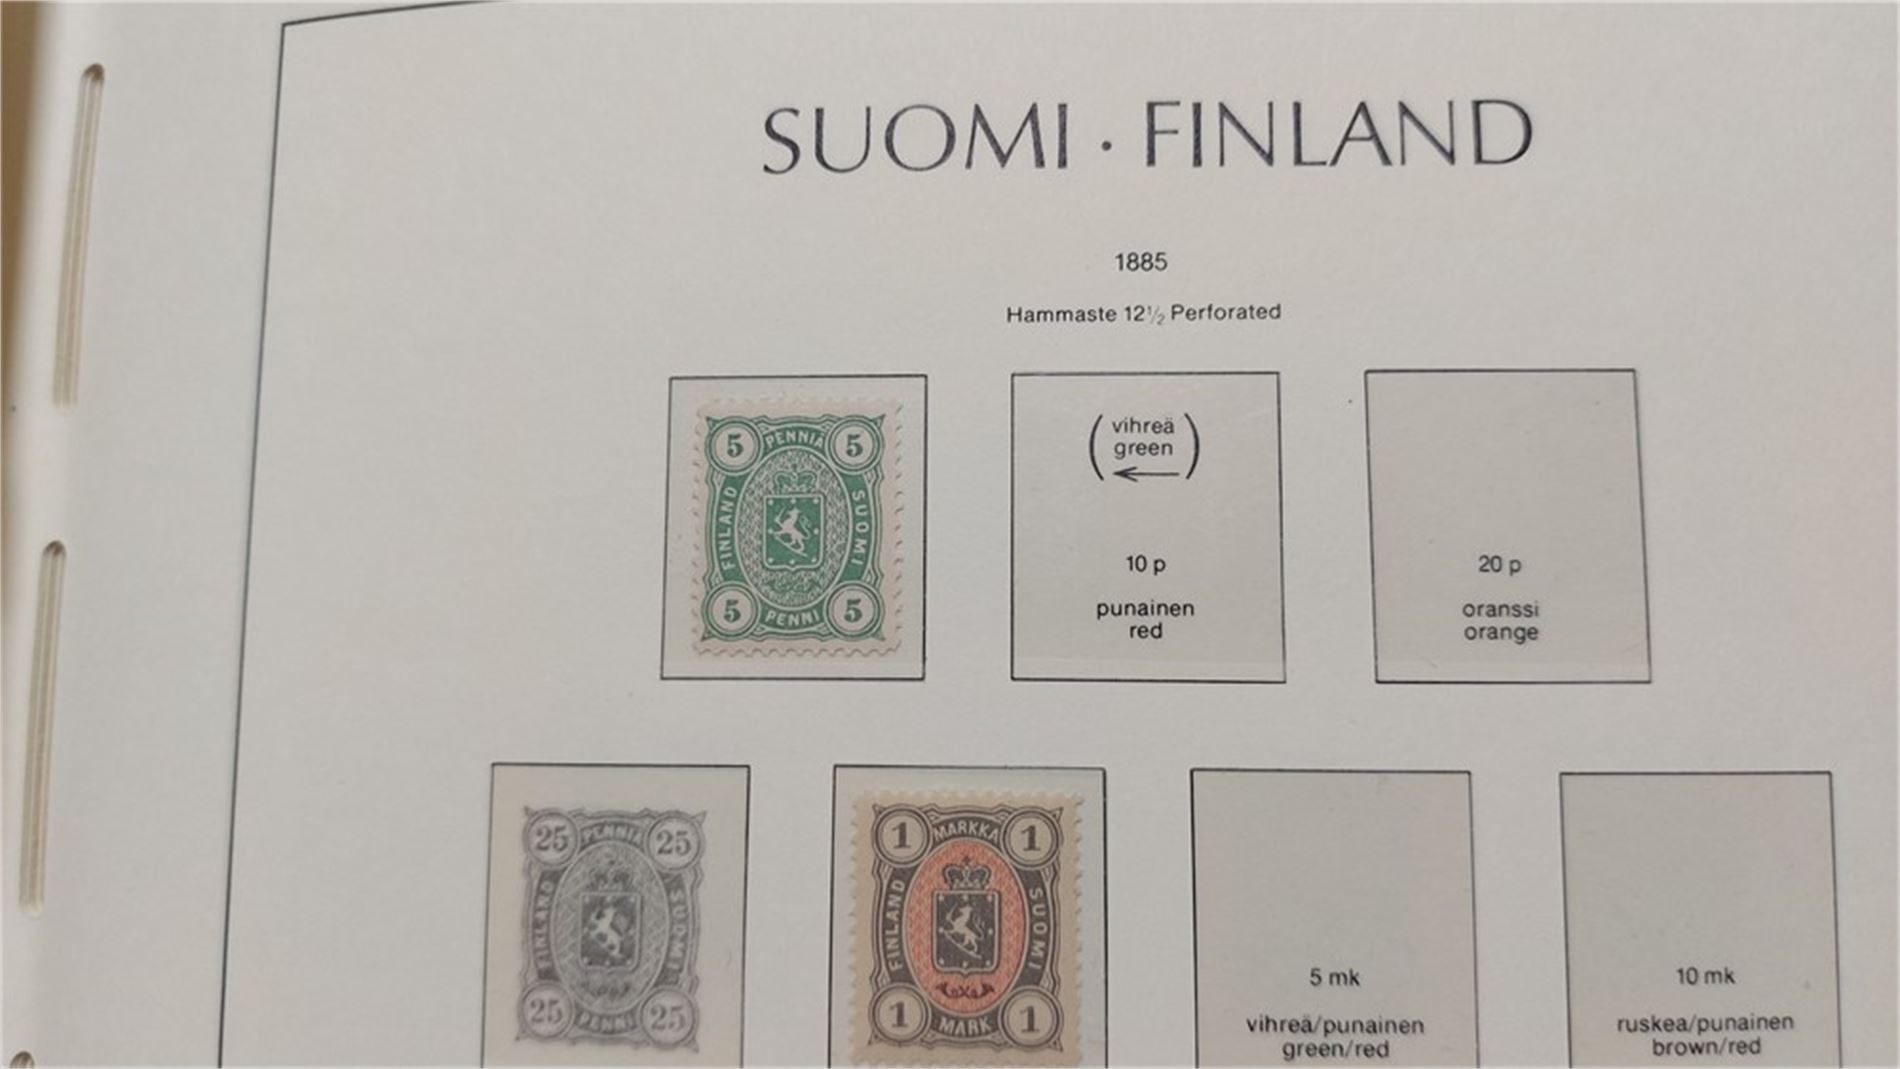 SUOMI · FINLAND
1885
Hammaste 12½ Perforated
5 PENNIÄ 5
FINLAND SUOMI
5 PENNI 5
(vihreä
green)
←
10 p
punainen
red
20 p
oranssi
orange
25 PENNIÄ 25
FINLAND SUOMI
25 PENNI 25
1 MARKKA 1
FINLAND SUOMI
1 MARK 1
5 mk
vihreä/punainen
green/red
10 mk
ruskea/punainen
brown/red